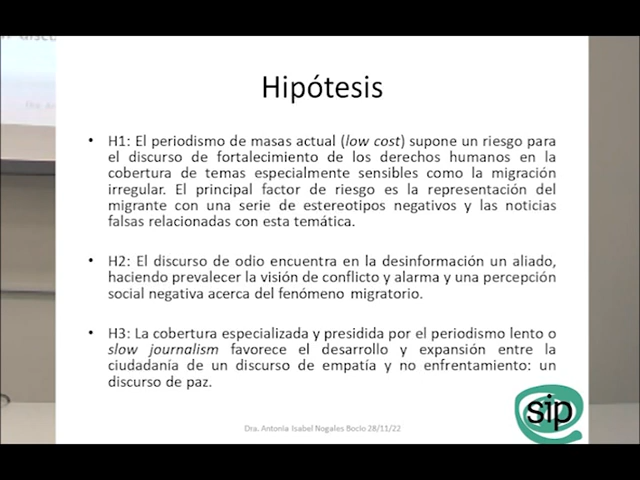 Hipótesis
• H1: El periodismo de masas actual (low cost) supone un riesgo para
el discurso de fortalecimiento de los derechos humanos en la
cobertura de temas especialmente sensibles como la migración
irregular. El principal factor de riesgo es la representación del
migrante con una serie de estereotipos negativos y las noticias
falsas relacionadas con esta temática.
• H2: El discurso de odio encuentra en la desinformación un aliado,
haciendo prevalecer la visión de conflicto y alarma y una percepción
social negativa acerca del fenómeno migratorio.
• H3: La cobertura especializada y presidida por el periodismo lento o
slow journalism favorece el desarrollo y expansión entre la
ciudadanía de un discurso de empatía y no enfrentamiento: un
discurso de paz.
Dra. Antonia Isabel Nogales Bocio 28/11/22
sip